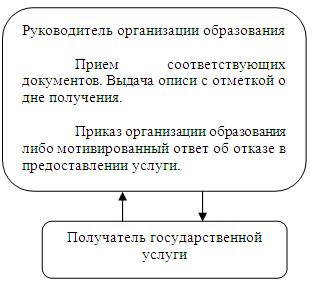 Руководитель организации образования
Прием соответствующих
документов. Выдача описи с отметкой о
дне получения.
Приказ организации образования
либо мотивированный ответ об отказе в
предоставлении услуги.
Получатель государственной
услуги